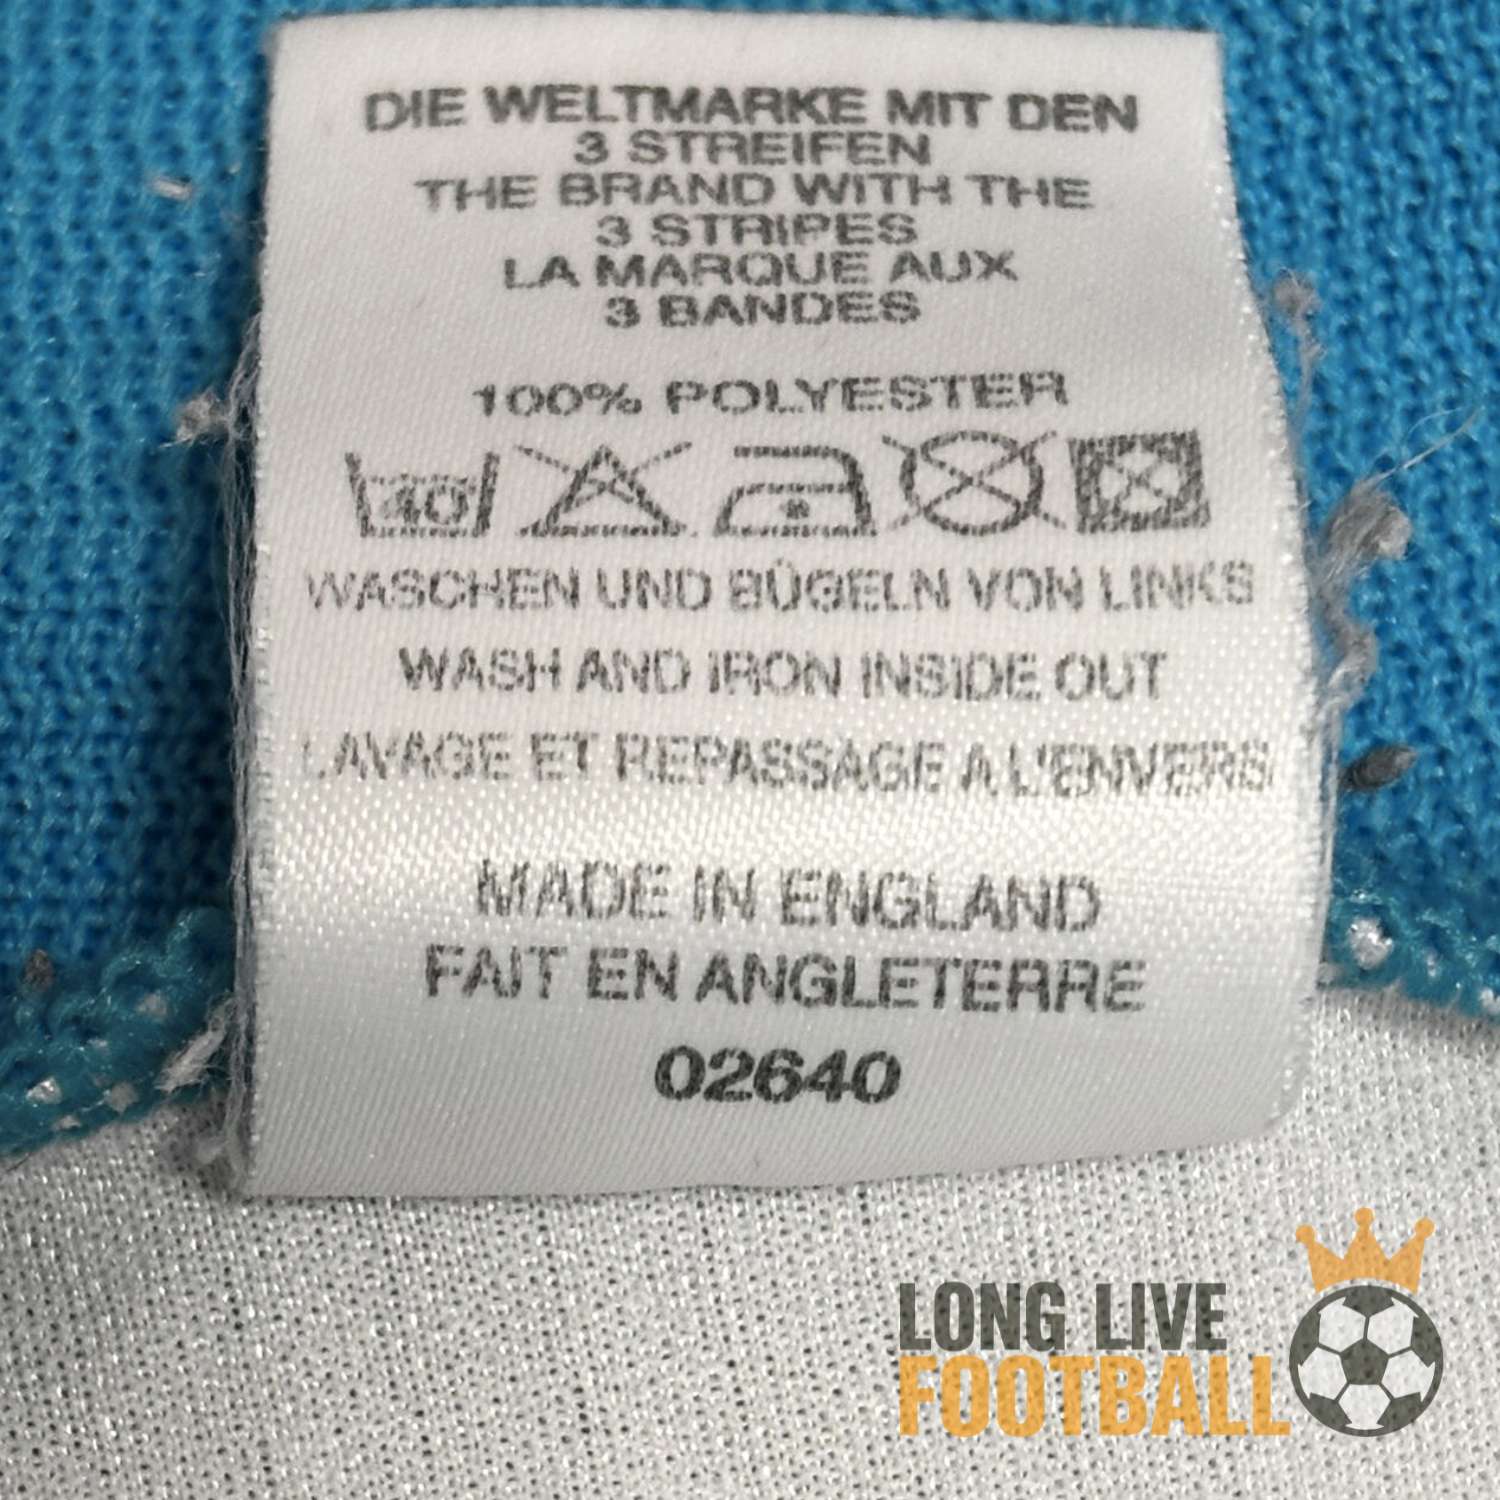 DIE WELTMARKE MIT DEN
3 STREIFEN
THE BRAND WITH THE
3 STRIPES
LA MARQUE AUX
3 BANDES
100% POLYESTER
40
WASCHEN UND BÜGELN VON LINKS
WASH AND IRON INSIDE OUT
LAVAGE ET REPASSAGE A L'ENVERS
MADE IN ENGLAND
FAIT EN ANGLETERRE
02640
LONG LIVE
FOOTBALL